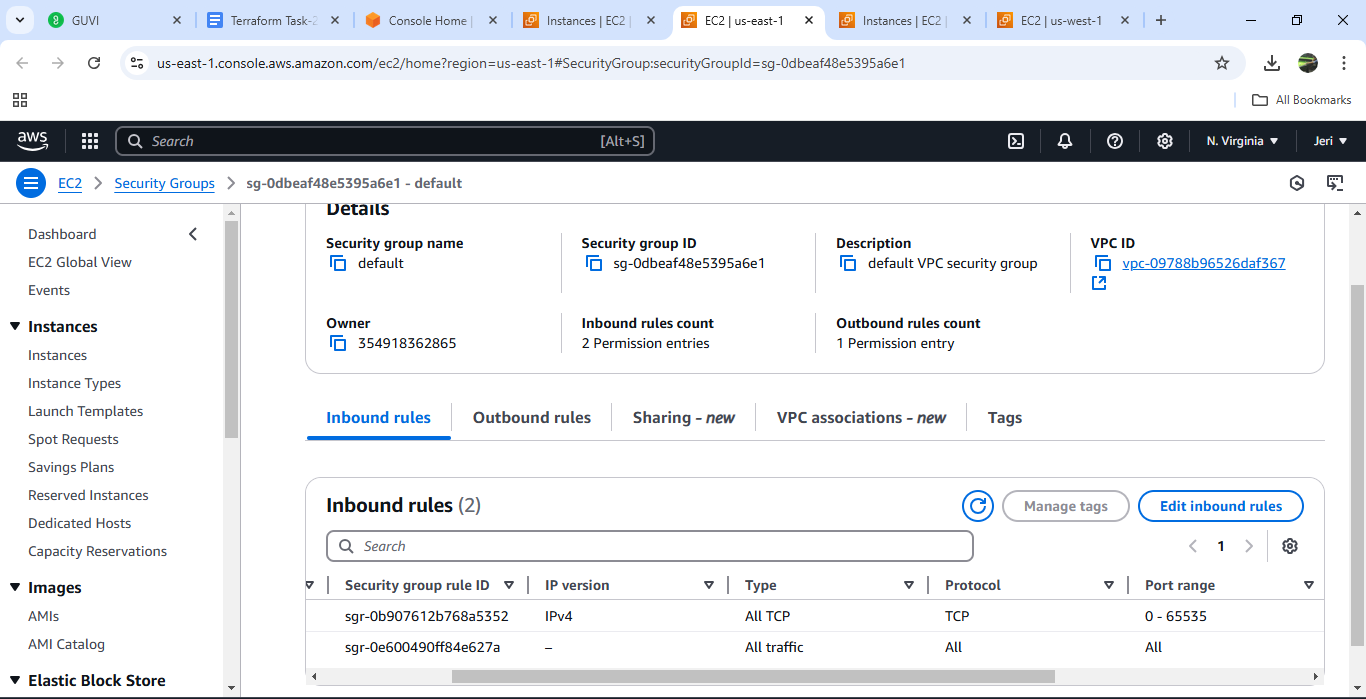 GUVI
Terraform Task-2
Console Home |
Instances | EC2 |
EC2 | us-east-1
Instances | EC2 |
EC2 | us-west-1
us-east-1.console.aws.amazon.com/ec2/home?region=us-east-1#SecurityGroup:securityGroupId=sg-0dbeaf48e5395a6e1
All Bookmarks
aws
Search
[Alt+S]
N. Virginia
Jeri
EC2
Security Groups
sg-0dbeaf48e5395a6e1 - default
Dashboard
EC2 Global View
Events
Instances
Instances
Instance Types
Launch Templates
Spot Requests
Savings Plans
Reserved Instances
Dedicated Hosts
Capacity Reservations
Images
AMIs
AMI Catalog
Elastic Block Store
Details
Security group name
default
Security group ID
sg-0dbeaf48e5395a6e1
Description
default VPC security group
VPC ID
vpc-09788b96526daf367
Owner
354918362865
Inbound rules count
2 Permission entries
Outbound rules count
1 Permission entry
Inbound rules
Outbound rules
Sharing - new
VPC associations - new
Tags
Inbound rules (2)
Manage tags
Edit inbound rules
Search
1
Security group rule ID IP version Type Protocol Port range
sgr-0b907612b768a5352 IPv4 All TCP TCP 0 - 65535
sgr-0e600490ff84e627a – All traffic All All